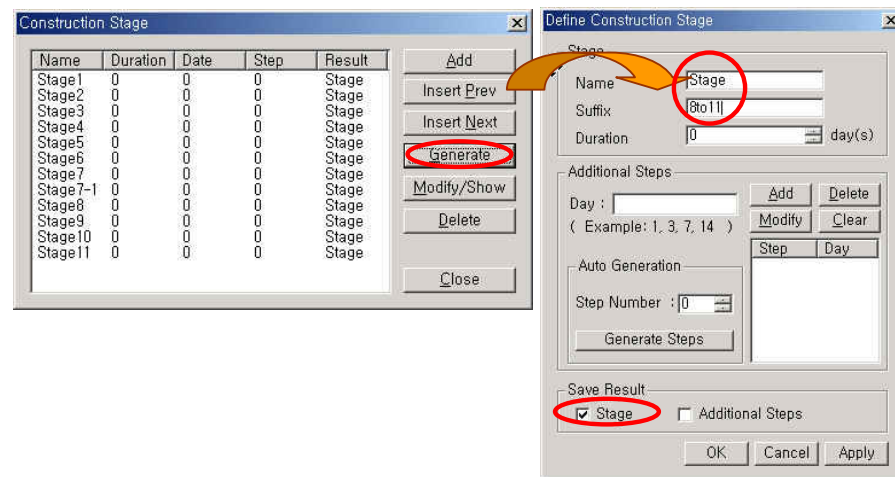 Construction Stage
Name Duration Date Step Result
Stage1 0 0 0 Stage
Stage2 0 0 0 Stage
Stage3 0 0 0 Stage
Stage4 0 0 0 Stage
Stage5 0 0 0 Stage
Stage6 0 0 0 Stage
Stage7 0 0 0 Stage
Stage7-1 0 0 0 Stage
Stage8 0 0 0 Stage
Stage9 0 0 0 Stage
Stage10 0 0 0 Stage
Stage11 0 0 0 Stage
Add
Insert Prev
Insert Next
Generate
Modify/Show
Delete
Close
Define Construction Stage
Stage
Name Stage
Suffix 8to11
Duration 0 day(s)
Additional Steps
Day :
( Example: 1, 3, 7, 14 )
Add Delete
Modify Clear
Step Day
Auto Generation
Step Number : 0
Generate Steps
Save Result
Stage Additional Steps
OK Cancel Apply